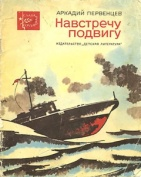 АРКАДИЙ ПЕРВЕНЦЕВ
Навстречу
подвигу
ИЗДАТЕЛЬСТВО „ДЕТСКАЯ ЛИТЕРАТУРА“